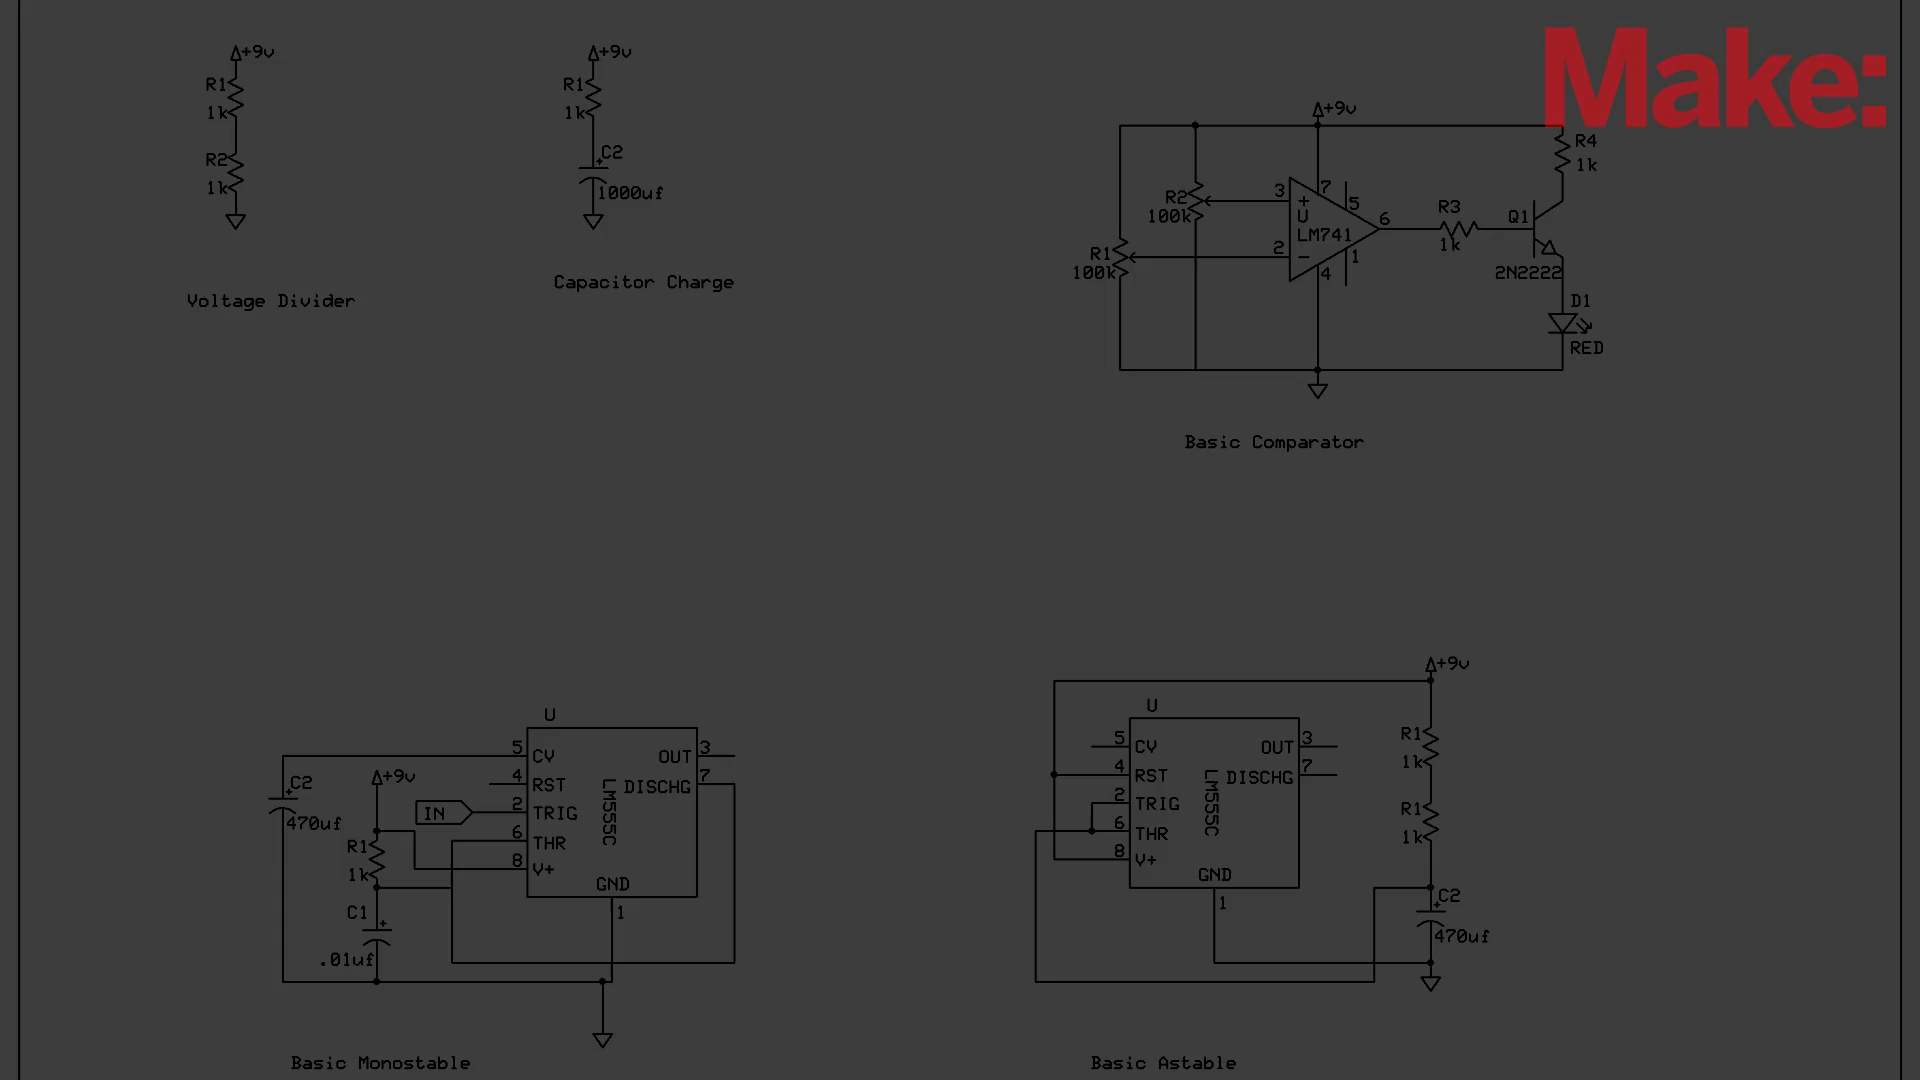 Make:
+9v
R1
1k
R2
1k
Voltage Divider
+9v
R1
1k
C2
+
1000uf
Capacitor Charge
+9v
R4
1k
R2
100k
R1
100k
3
7
5
+
U
LM741
6
2
-
4
1
R3
1k
Q1
2N2222
D1
RED
Basic Comparator
U
5 CV
OUT 3
4 RST
DISCHG 7
2 TRIG
6 THR
8 V+
LM555C
GND
1
C2
+
470uf
+9v
IN
R1
1k
C1
+
.01uf
Basic Monostable
+9v
U
5 CV
OUT 3
4 RST
DISCHG 7
2 TRIG
6 THR
8 V+
LM555C
GND
1
R1
1k
R1
1k
C2
+
470uf
Basic Astable